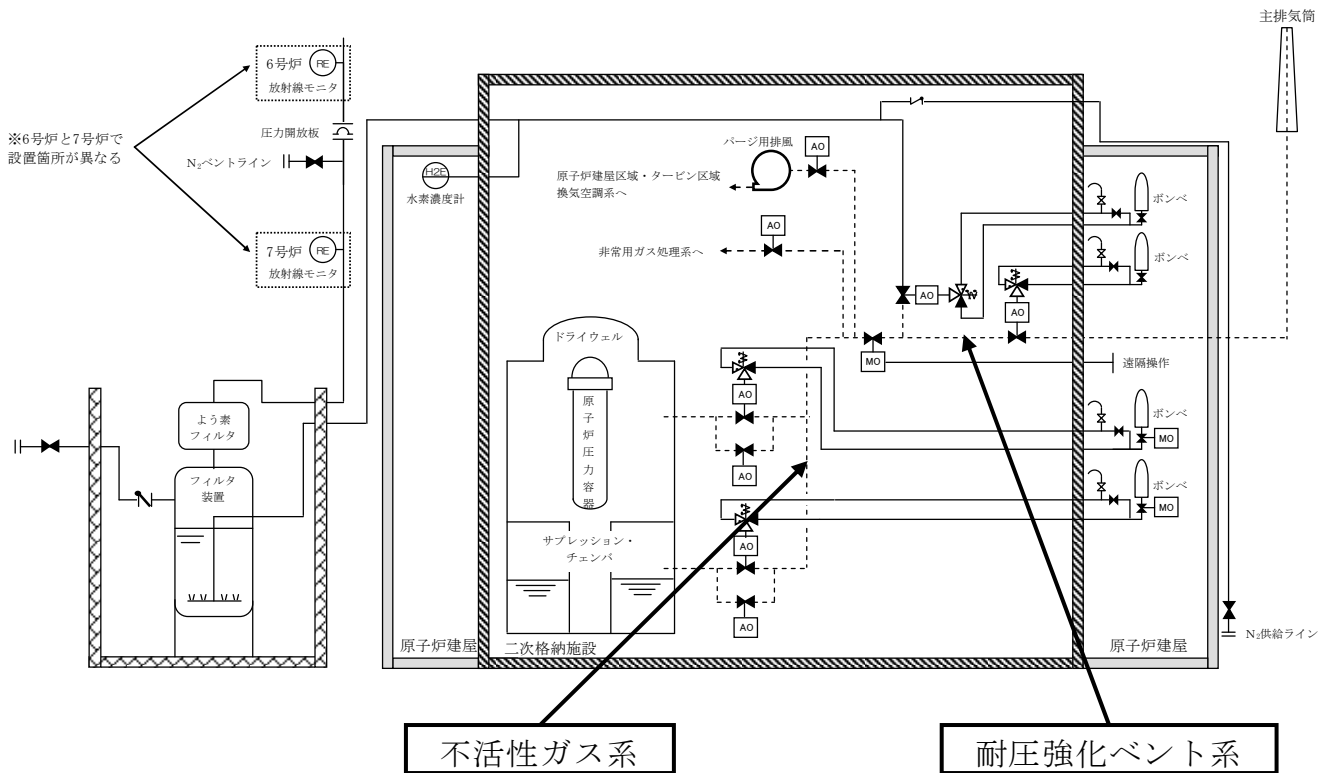 主排気筒
6号炉 RE
放射線モニタ
※6号炉と7号炉で
設置箇所が異なる
圧力開放板
N₂ベントライン
H2E
水素濃度計
7号炉 RE
放射線モニタ
パージ用排風
AO
原子炉建屋区域・タービン区域
換気空調系へ
AO
非常用ガス処理系へ
ボンベ
ボンベ
AO
AO
MO
遠隔操作
ドライウェル
原子炉圧力容器
AO
AO
ボンベ
MO
よう素
フィルタ
フィルタ
装置
ボンベ
MO
サプレッション・
チェンバ
AO
AO
原子炉建屋
二次格納施設
原子炉建屋
N₂供給ライン
不活性ガス系
耐圧強化ベント系